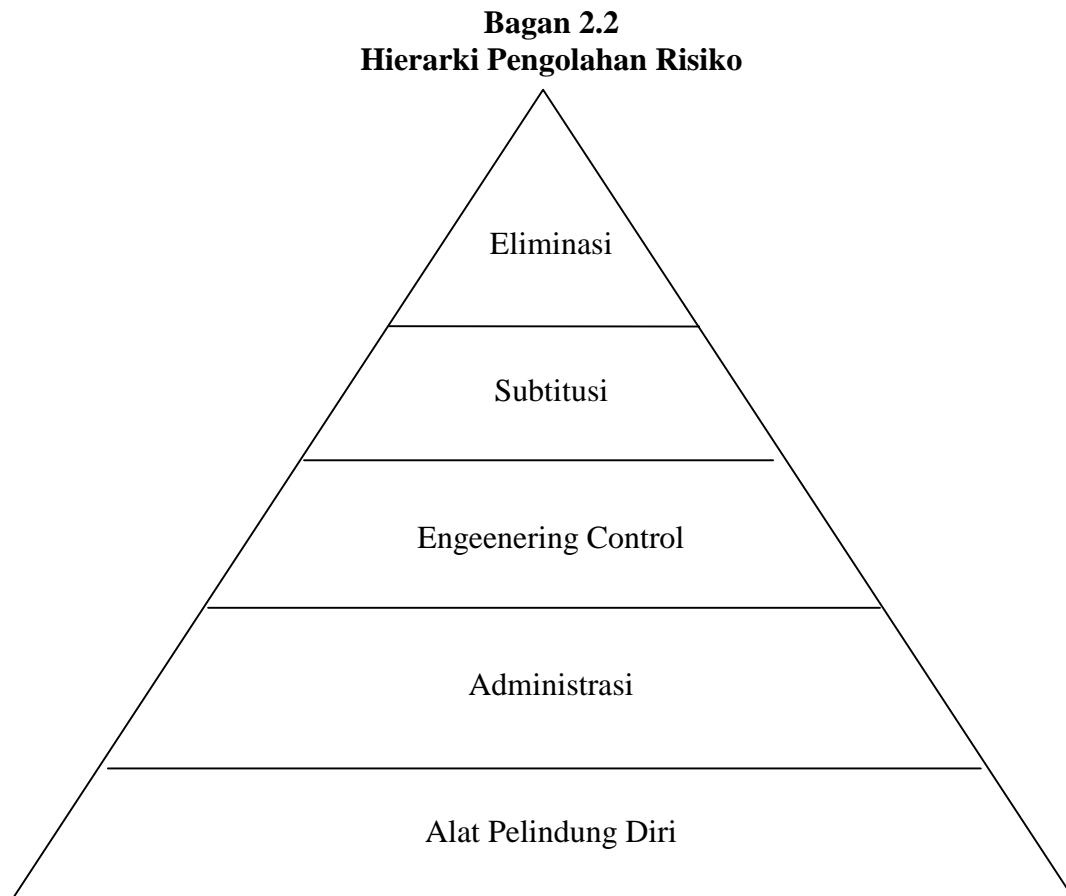 Bagan 2.2
Hierarki Pengolahan Risiko
Eliminasi
Subtitusi
Engeenering Control
Administrasi
Alat Pelindung Diri